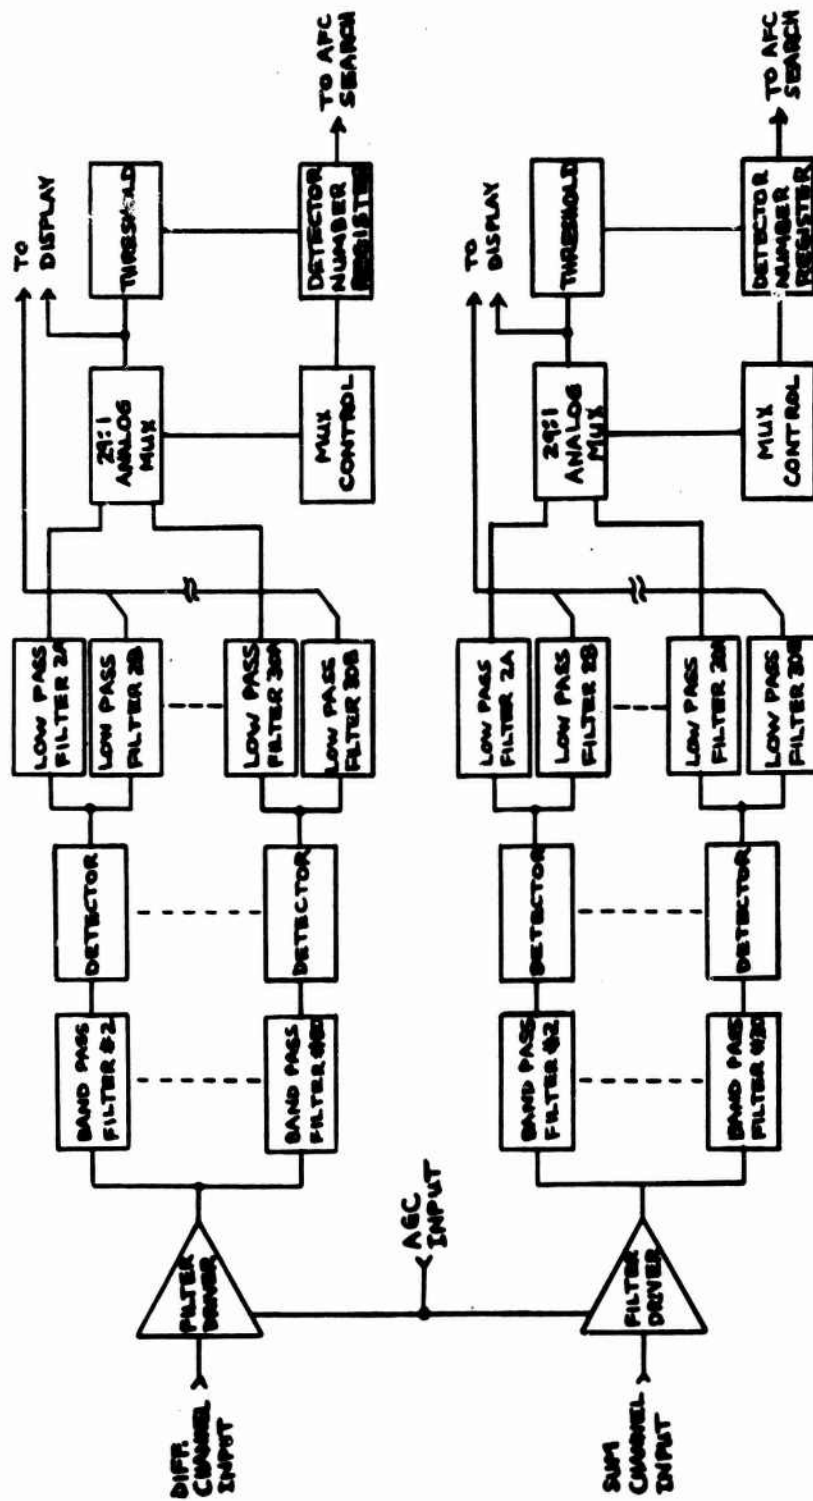 DIFF.
CHANNEL
INPUT
FILTER
DRIVER
BAND PASS
FILTER #2
BAND PASS
FILTER
DETECTOR
DETECTOR
LOW PASS
FILTER 2A
LOW PASS
FILTER 2B
LOW PASS
FILTER 30A
LOW PASS
FILTER 30B
29:1
ANALOG
MUX
MUX
CONTROL
THRESHOLD
DETECTOR
NUMBER
REGISTER
TO
DISPLAY
TO AFC
SEARCH
AGC
INPUT
SUM
CHANNEL
INPUT
FILTER
DRIVER
BAND PASS
FILTER #2
BAND PASS
FILTER #30
DETECTOR
DETECTOR
LOW PASS
FILTER 2A
LOW PASS
FILTER 2B
LOW PASS
FILTER 30A
LOW PASS
FILTER 30B
29:1
ANALOG
MUX
MUX
CONTROL
THRESHOLD
DETECTOR
NUMBER
REGISTER
TO
DISPLAY
TO AFC
SEARCH